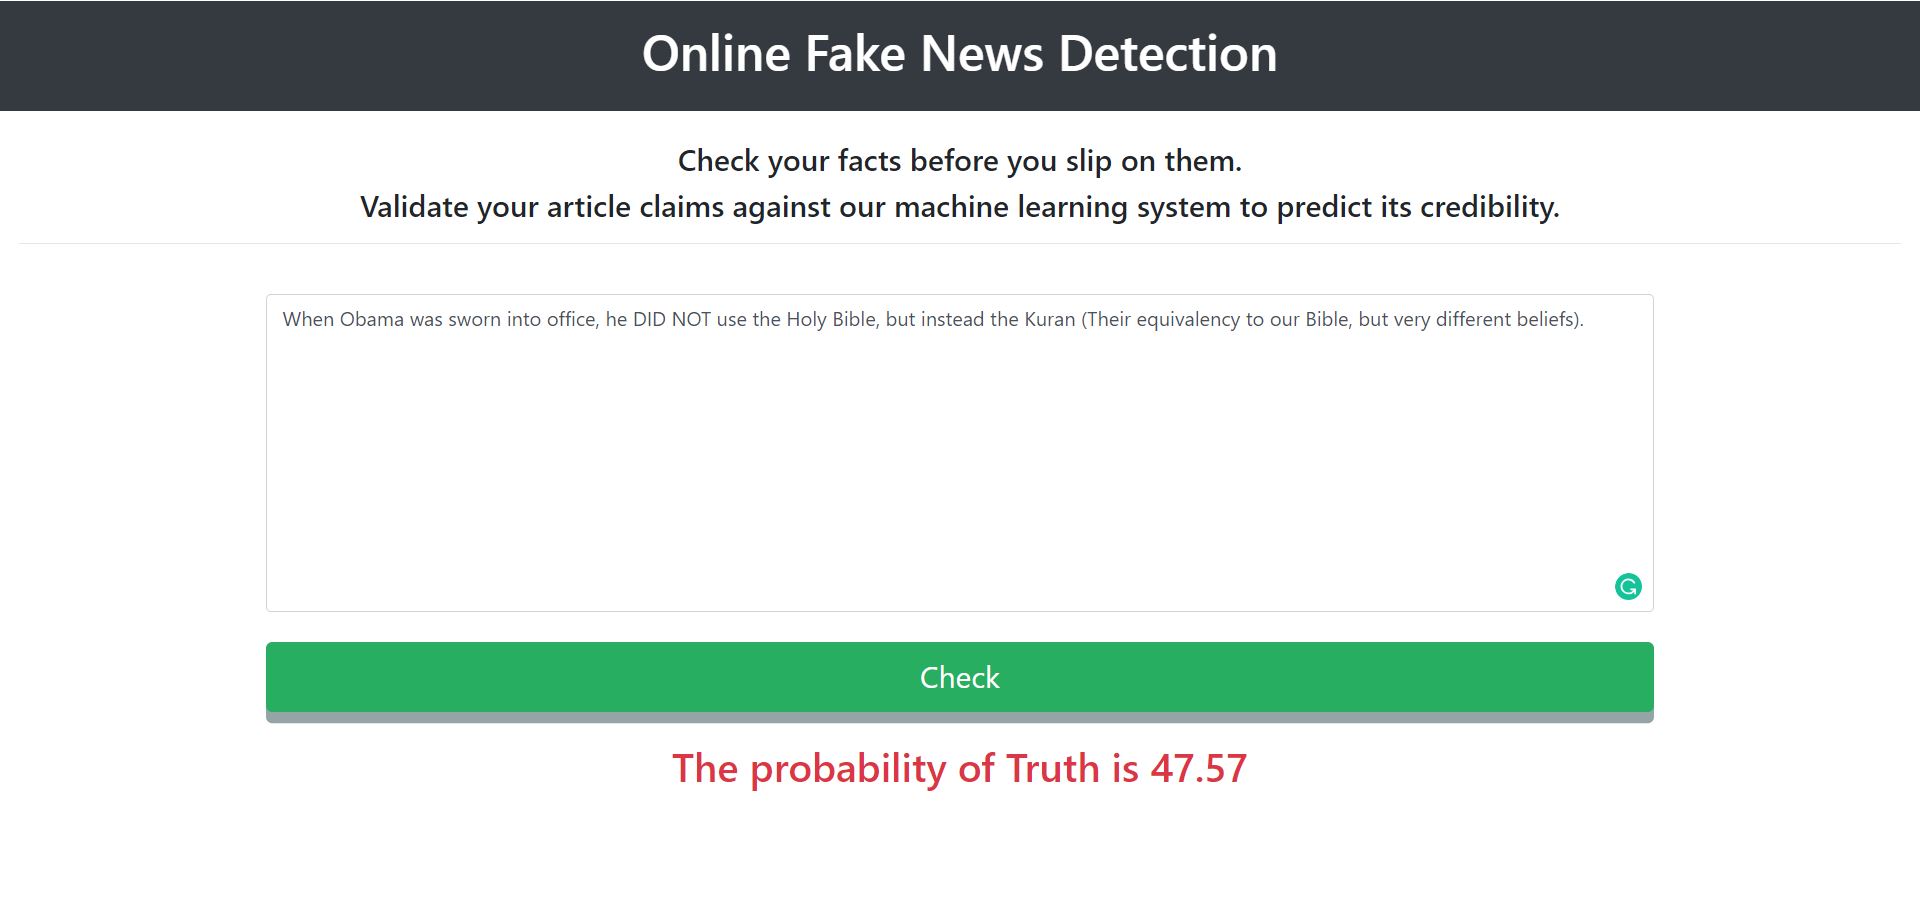 Online Fake News Detection
Check your facts before you slip on them.
Validate your article claims against our machine learning system to predict its credibility.
When Obama was sworn into office, he DID NOT use the Holy Bible, but instead the Kuran (Their equivalency to our Bible, but very different beliefs).
Check
The probability of Truth is 47.57